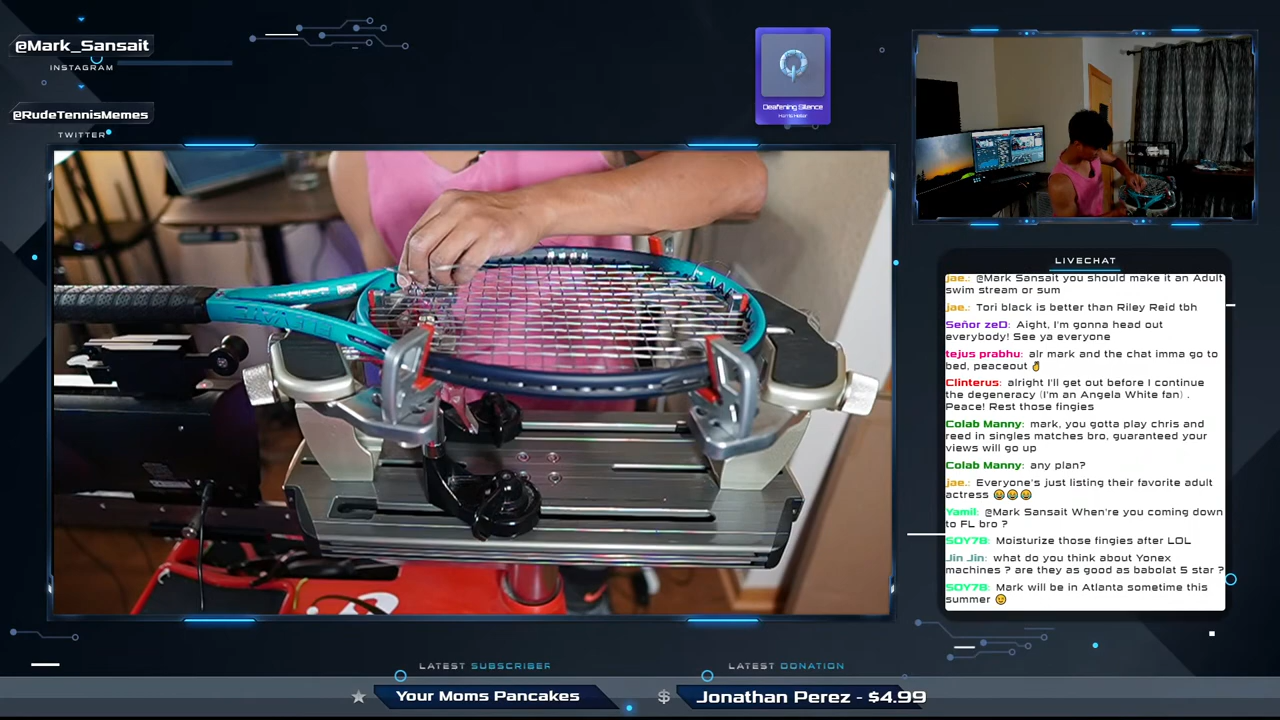 @Mark_Sansait
INSTAGRAM
@RudeTennisMemes
TWITTER
Deafening Silence
LIVECHAT
jae.: @Mark Sansait you should make it an Adult
swim stream or sum
jae.: Tori black is better than Riley Reid tbh
Señor zeD: Aight, I'm gonna head out
everybody! See ya everyone
tejus prabhu: alr mark and the chat imma go to
bed, peaceout ✌
Clinterus: alright I'll get out before I continue
the degeneracy (I'm an Angela White fan) .
Peace! Rest those fingies
Colab Manny: mark, you gotta play chris and
reed in singles matches bro, guaranteed your
views will go up
Colab Manny: any plan?
jae.: Everyone's just listing their favorite adult
actress 😂😂😂
Yamil: @Mark Sansait When're you coming down
to FL bro ?
SOY78: Moisturize those fingies after LOL
Jin Jin: what do you think about Yonex
machines ? are they as good as babolat 5 star ?
SOY78: Mark will be in Atlanta sometime this
summer 🙂
LATEST SUBSCRIBER
LATEST DONATION
Your Moms Pancakes
$ Jonathan Perez - $4.99